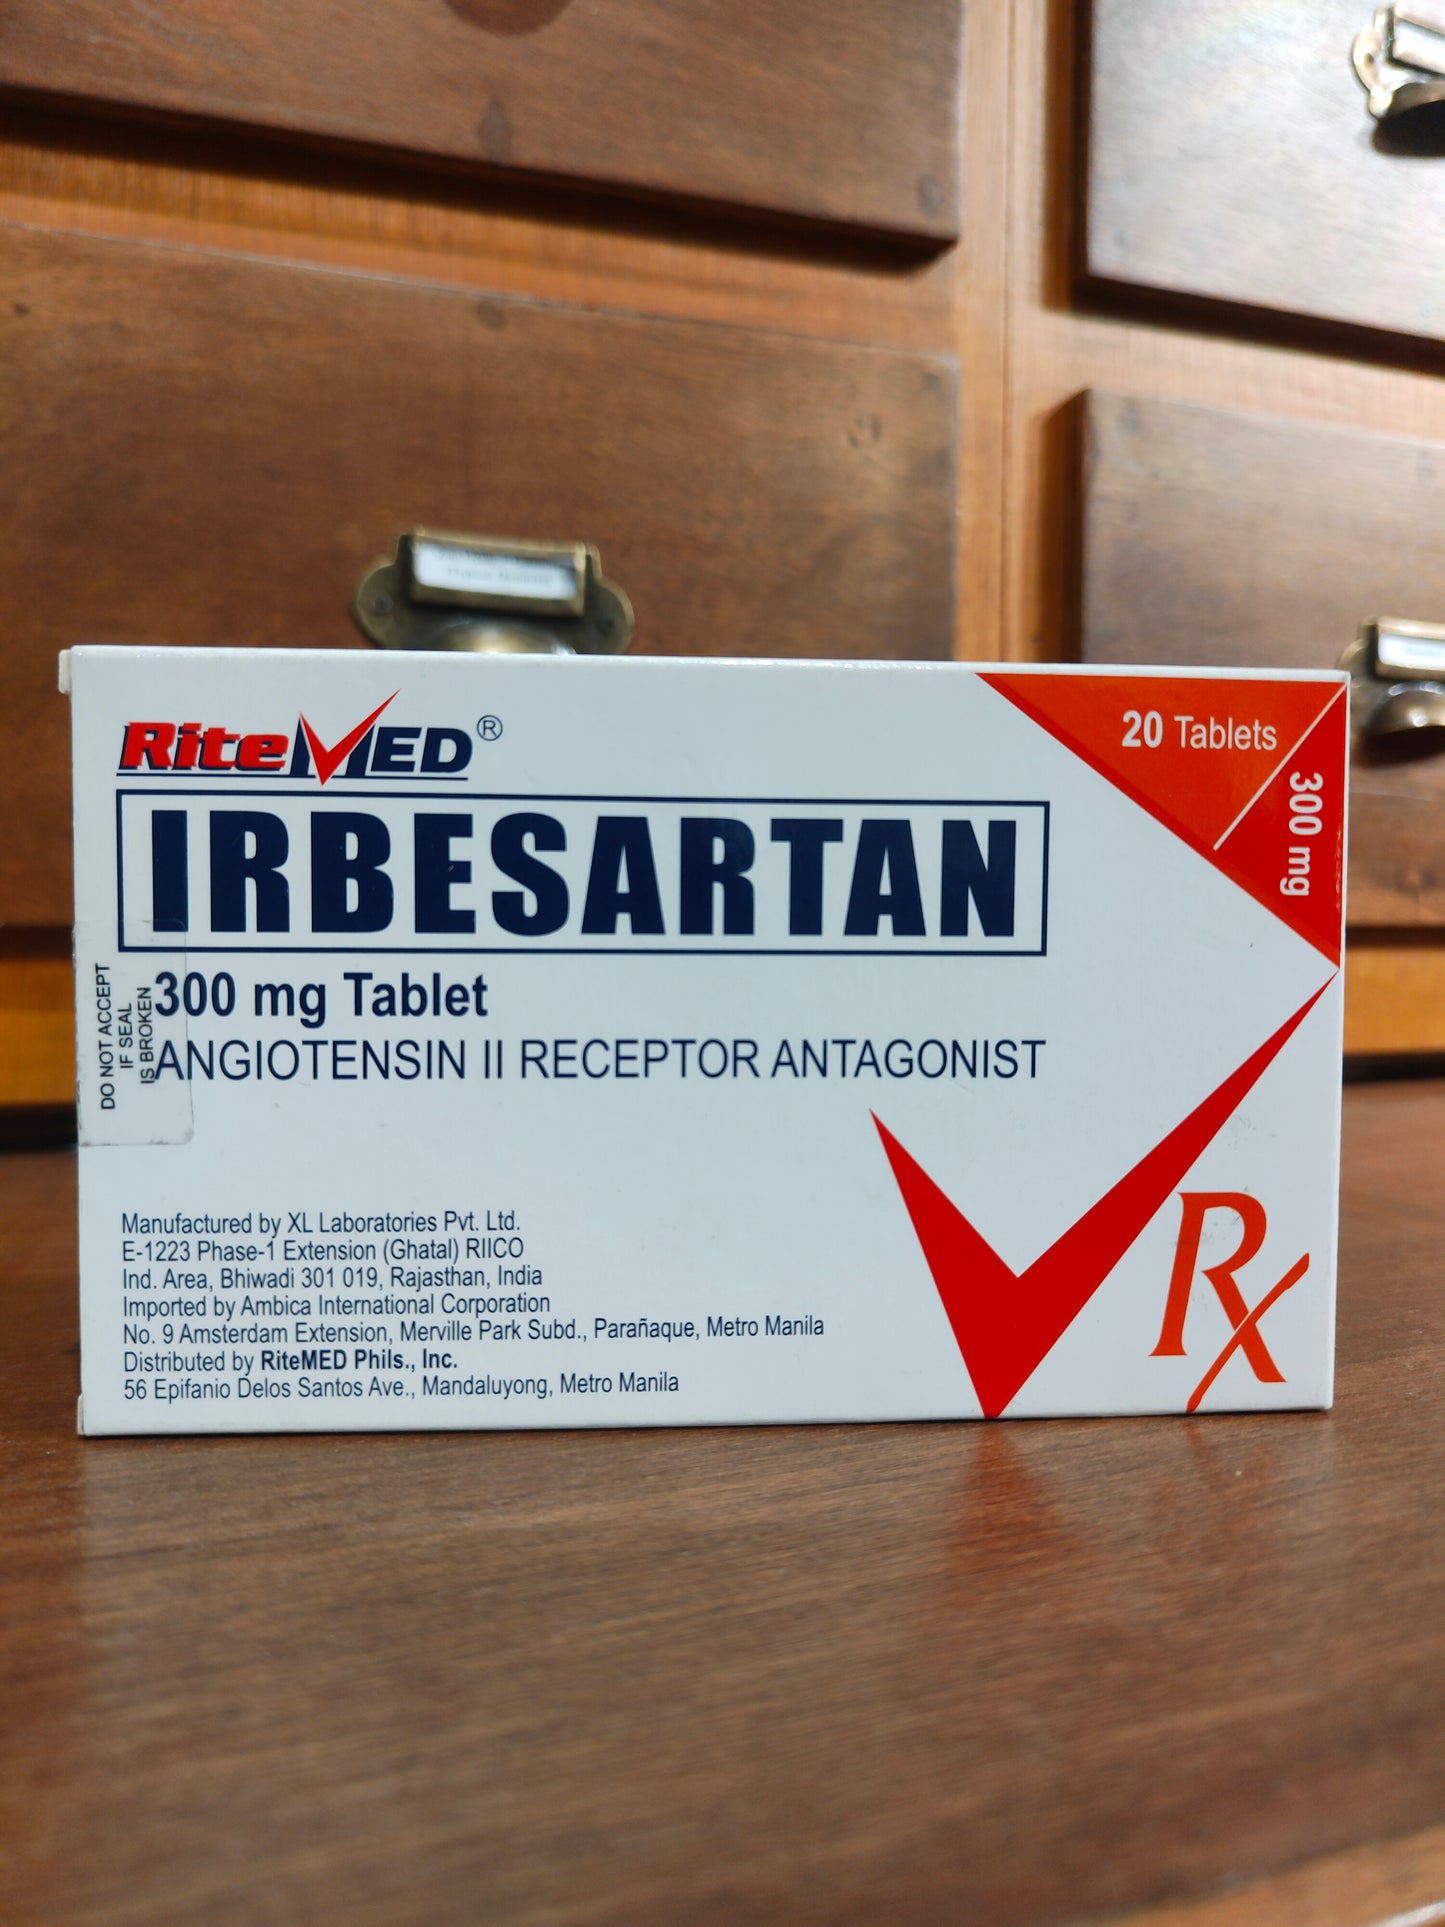 RiteMED®
IRBESARTAN
300 mg Tablet
ANGIOTENSIN II RECEPTOR ANTAGONIST
20 Tablets
300 mg
DO NOT ACCEPT
IF SEAL
IS BROKEN
Manufactured by XL Laboratories Pvt. Ltd.
E-1223 Phase-1 Extension (Ghatal) RIICO
Ind. Area, Bhiwadi 301 019, Rajasthan, India
Imported by Ambica International Corporation
No. 9 Amsterdam Extension, Merville Park Subd., Parañaque, Metro Manila
Distributed by RiteMED Phils., Inc.
56 Epifanio Delos Santos Ave., Mandaluyong, Metro Manila
Rx